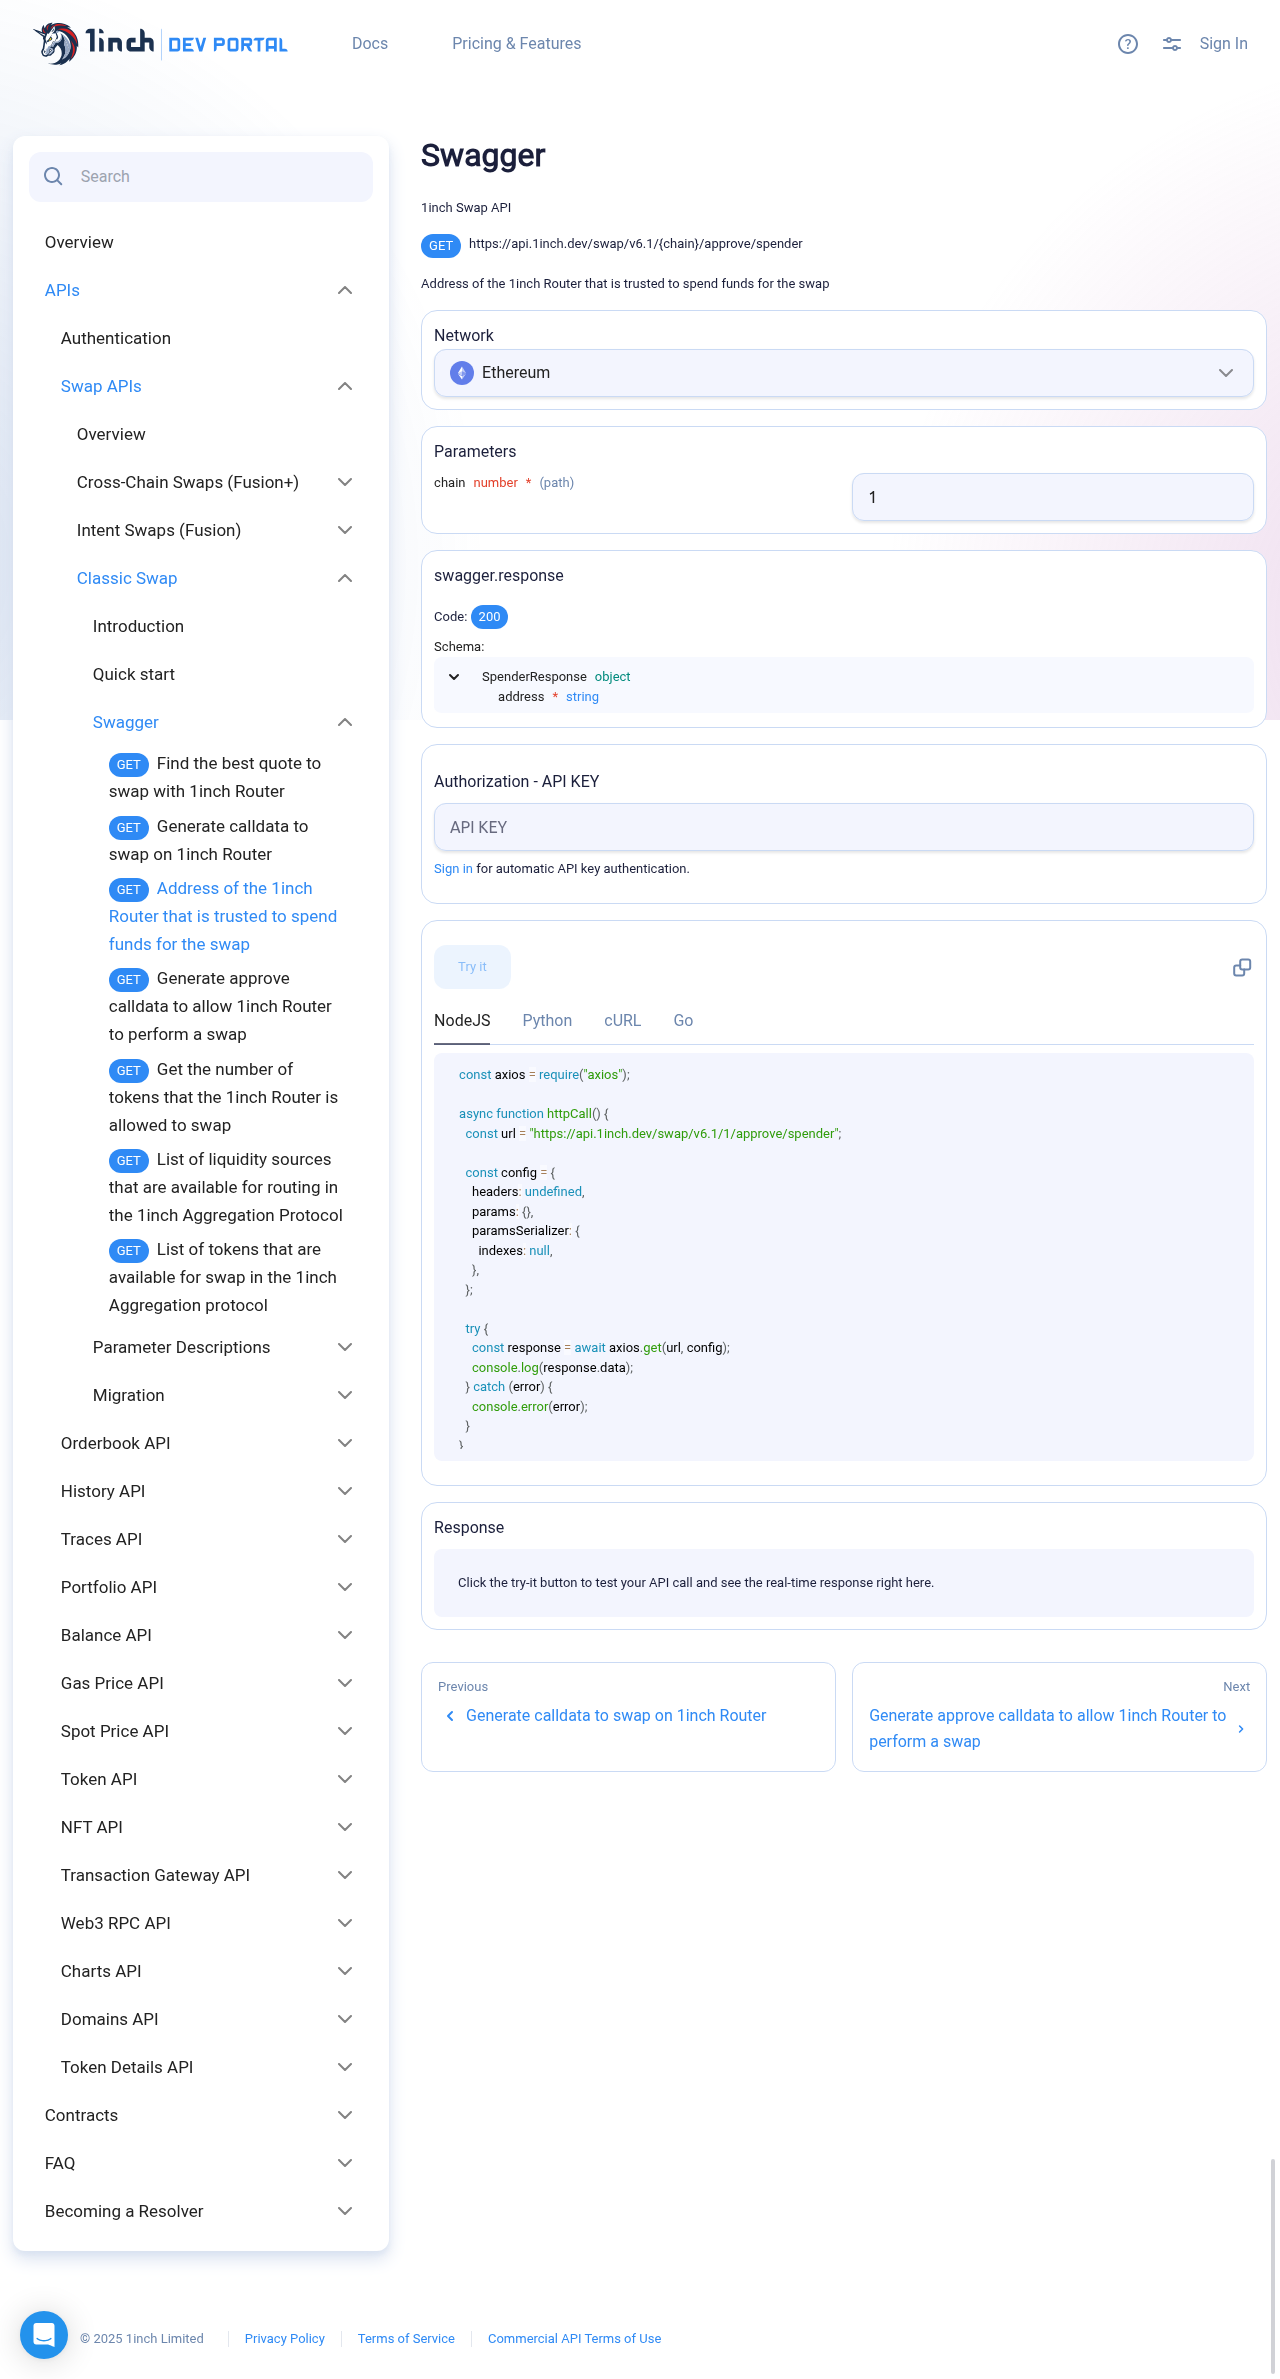 1inch DEV PORTAL
Docs
Pricing & Features
Sign In
Search
Overview
APIs
Authentication
Swap APIs
Overview
Cross-Chain Swaps (Fusion+)
Intent Swaps (Fusion)
Classic Swap
Introduction
Quick start
Swagger
GET Find the best quote to
swap with 1inch Router
GET Generate calldata to
swap on 1inch Router
GET Address of the 1inch
Router that is trusted to spend
funds for the swap
GET Generate approve
calldata to allow 1inch Router
to perform a swap
GET Get the number of
tokens that the 1inch Router is
allowed to swap
GET List of liquidity sources
that are available for routing in
the 1inch Aggregation Protocol
GET List of tokens that are
available for swap in the 1inch
Aggregation protocol
Parameter Descriptions
Migration
Orderbook API
History API
Traces API
Portfolio API
Balance API
Gas Price API
Spot Price API
Token API
NFT API
Transaction Gateway API
Web3 RPC API
Charts API
Domains API
Token Details API
Contracts
FAQ
Becoming a Resolver
Swagger
1inch Swap API
GET https://api.1inch.dev/swap/v6.1/{chain}/approve/spender
Address of the 1inch Router that is trusted to spend funds for the swap
Network
Ethereum
Parameters
chain number * (path)
1
swagger.response
Code: 200
Schema:
SpenderResponse object
address * string
Authorization - API KEY
API KEY
Sign in for automatic API key authentication.
Try it
NodeJS
Python
cURL
Go
const axios = require("axios");
async function httpCall() {
const url = "https://api.1inch.dev/swap/v6.1/1/approve/spender";
const config = {
headers: undefined,
params: {},
paramsSerializer: {
indexes: null,
},
};
try {
const response = await axios.get(url, config);
console.log(response.data);
} catch (error) {
console.error(error);
}
}
Response
Click the try-it button to test your API call and see the real-time response right here.
Previous
Generate calldata to swap on 1inch Router
Next
Generate approve calldata to allow 1inch Router to
perform a swap
© 2025 1inch Limited
Privacy Policy
Terms of Service
Commercial API Terms of Use